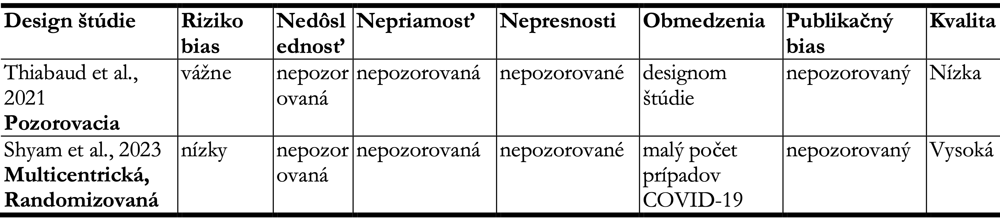 Design štúdie
Riziko
bias
Nedôsl
ednosť
Nepriamosť
Nepresnosti
Obmedzenia
Publikačný
bias
Kvalita
Thiabaud et al.,
2021
Pozorovacia
vážne
nepozor
ovaná
nepozorovaná
nepozorované
designom
štúdie
nepozorovaný
Nízka
Shyam et al., 2023
Multicentrická,
Randomizovaná
nízky
nepozor
ovaná
nepozorovaná
nepozorované
malý počet
prípadov
COVID-19
nepozorovaný
Vysoká